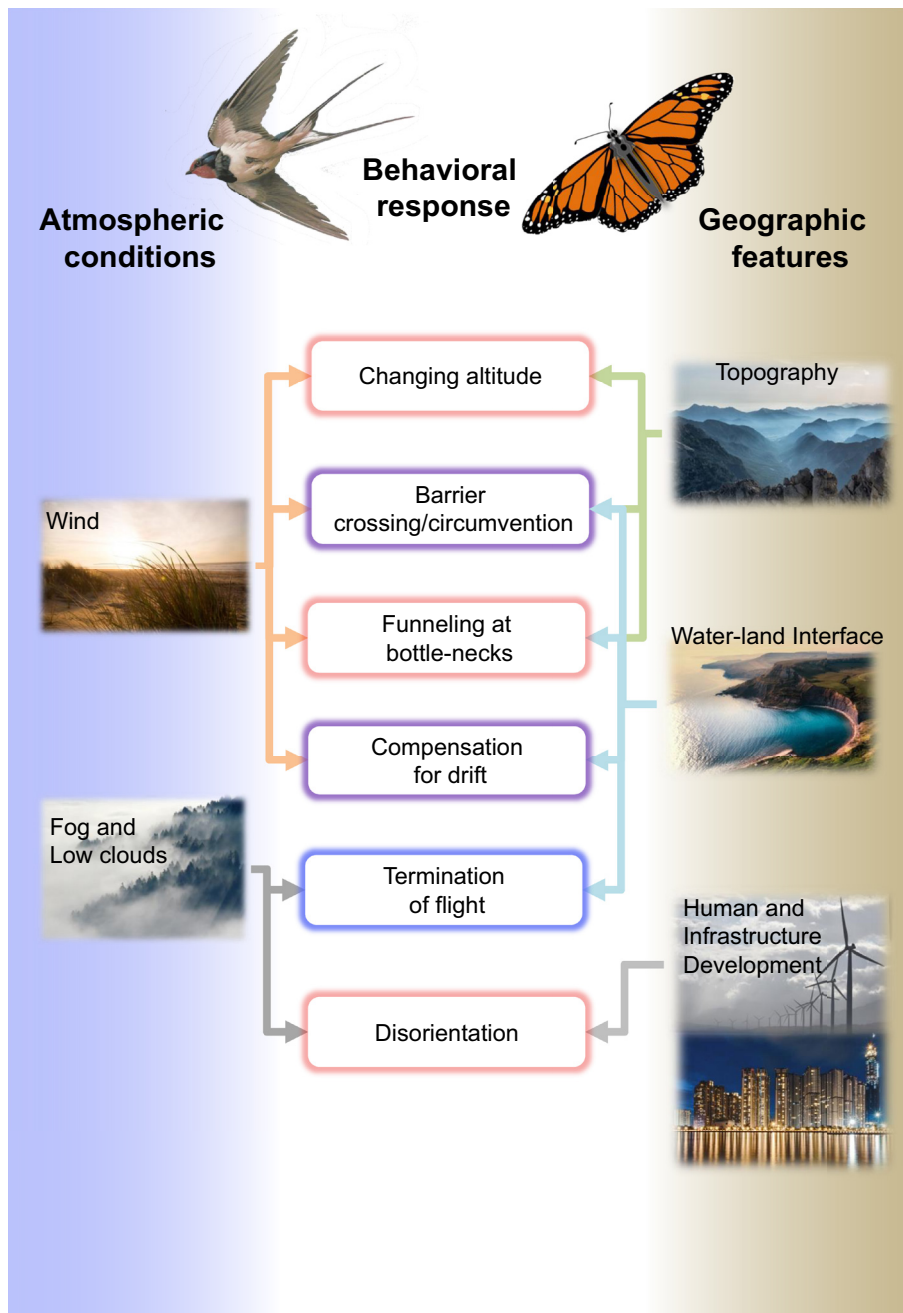 Behavioral
response
Atmospheric
conditions
Geographic
features
Changing altitude
Topography
Barrier
crossing/circumvention
Wind
Funneling at
bottle-necks
Water-land Interface
Compensation
for drift
Fog and
Low clouds
Termination
of flight
Human and
Infrastructure
Development
Disorientation